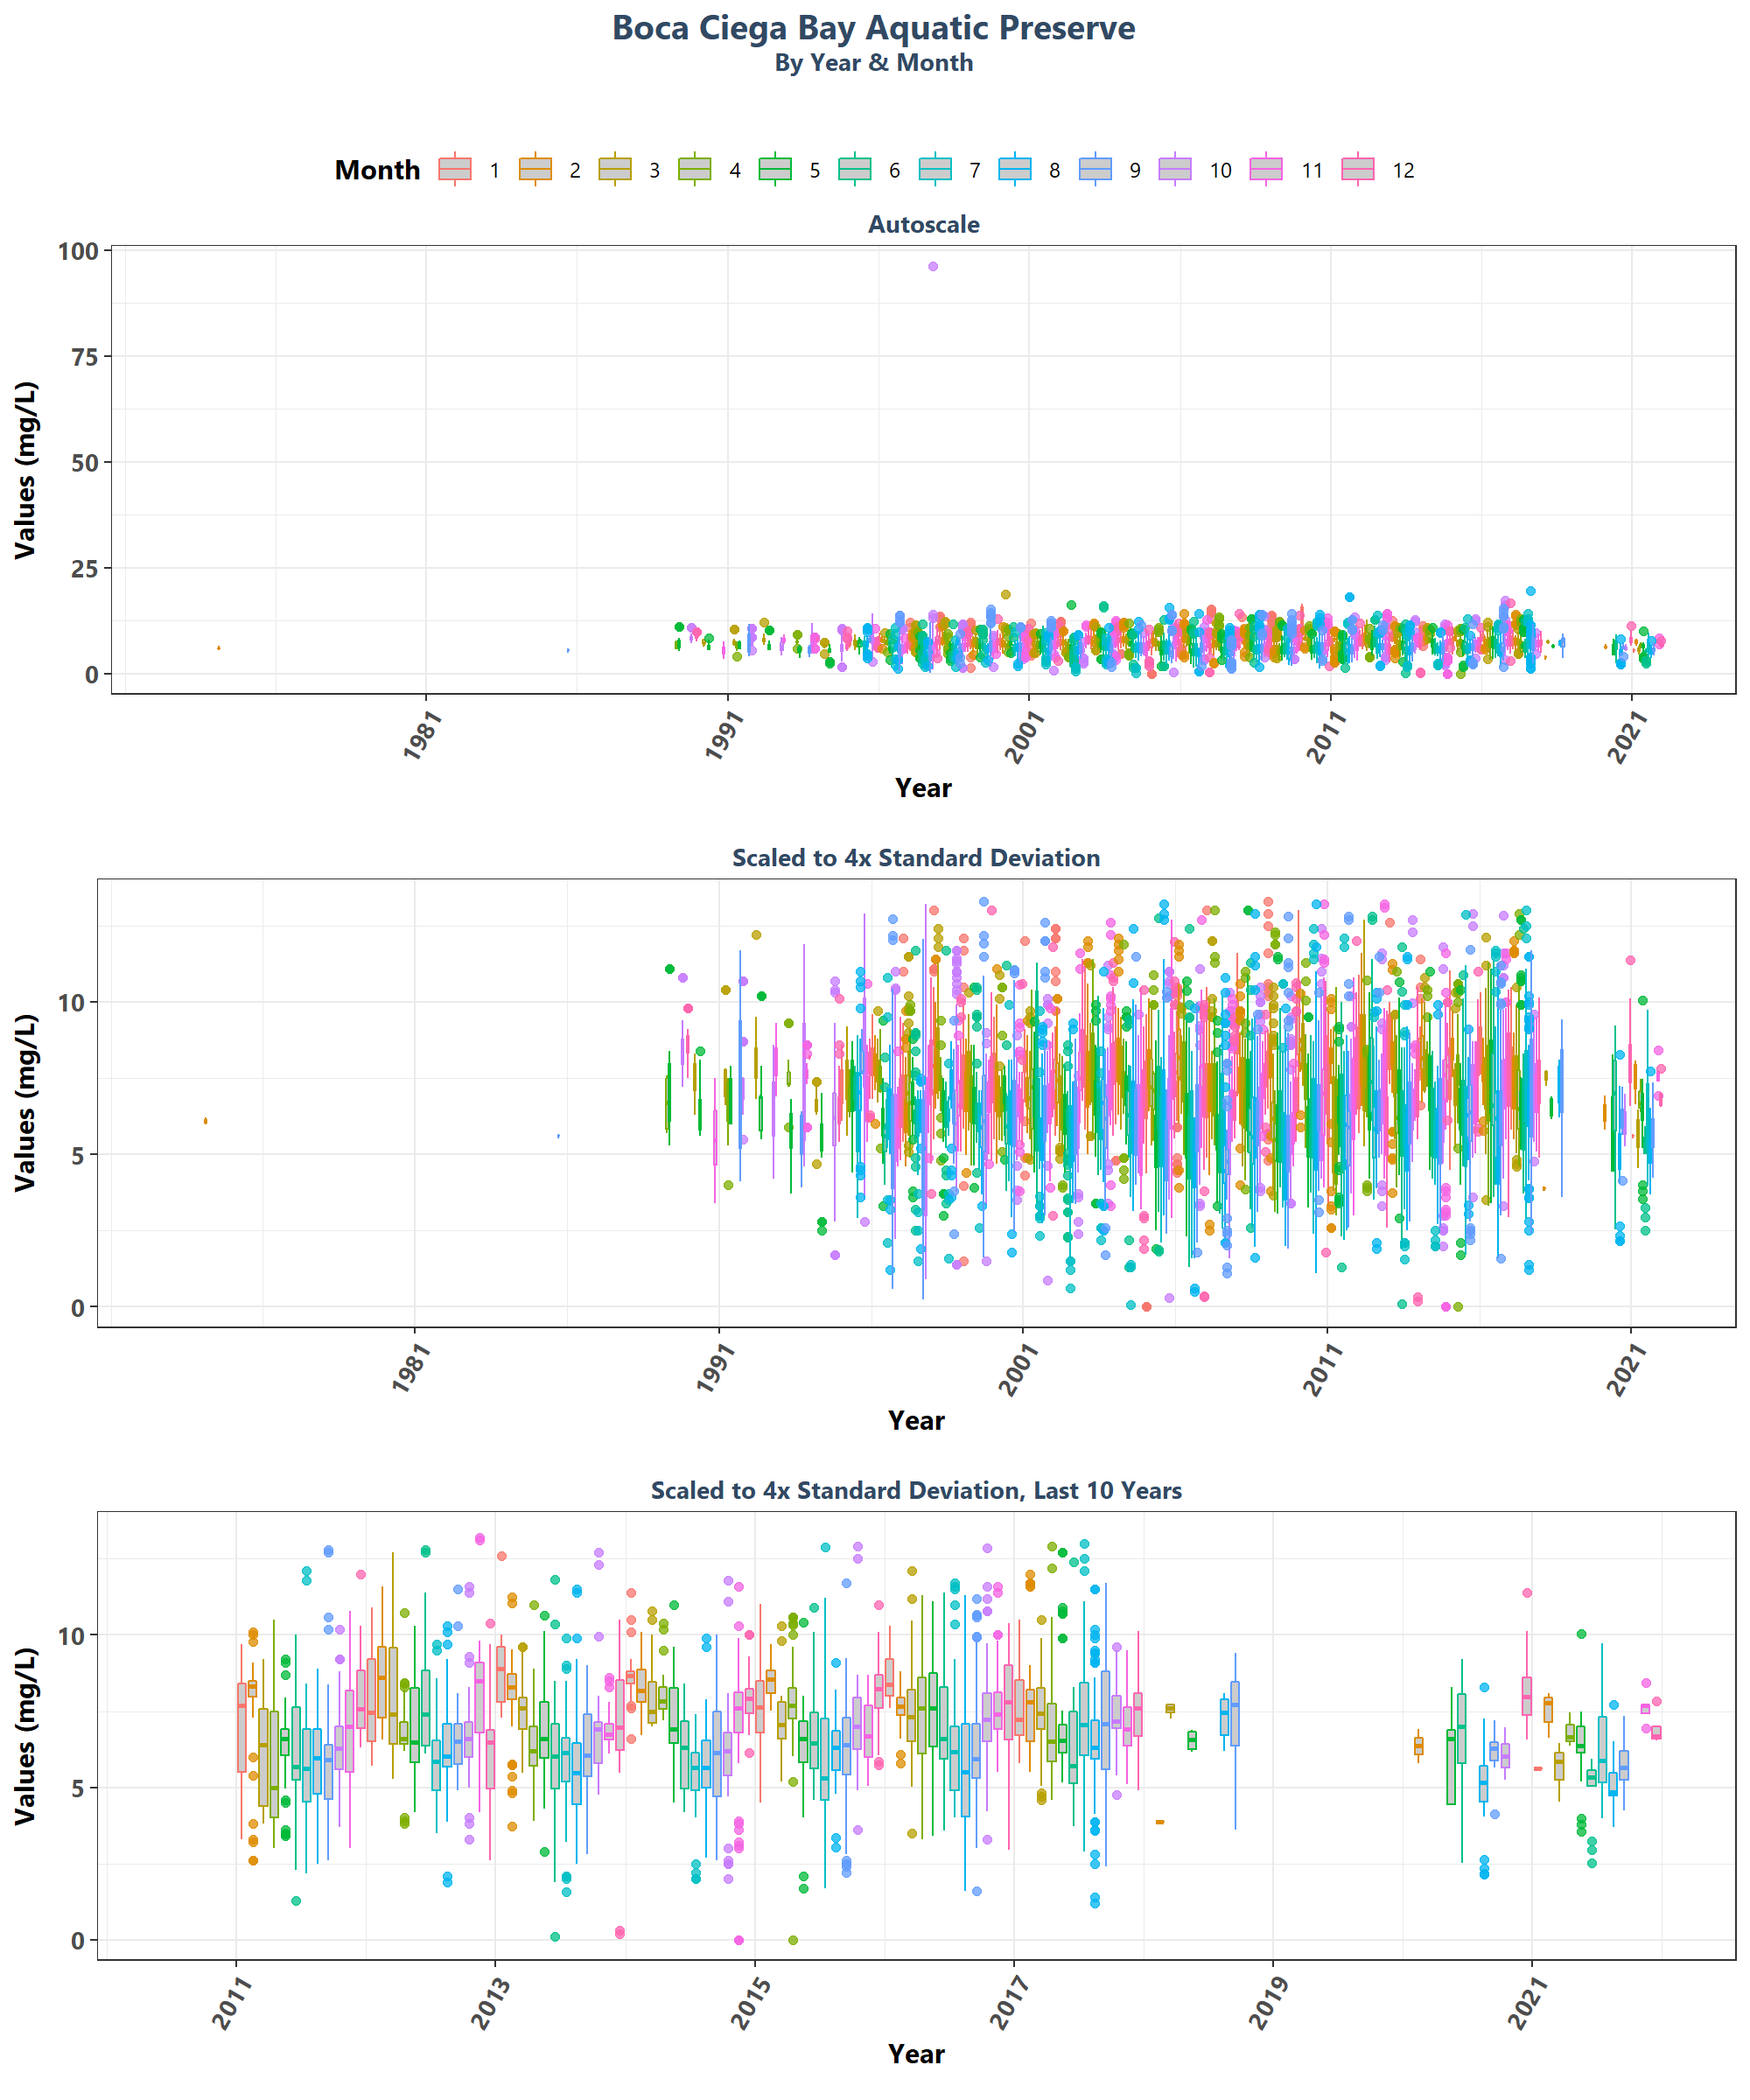 Boca Ciega Bay Aquatic Preserve
By Year & Month
Month 1 2 3 4 5 6 7 8 9 10 11 12
Autoscale
100
75
50
25
0
Values (mg/L)
1981 1991 2001 2011 2021
Year
Scaled to 4x Standard Deviation
10
5
0
Values (mg/L)
1981 1991 2001 2011 2021
Year
Scaled to 4x Standard Deviation, Last 10 Years
10
5
0
Values (mg/L)
2011 2013 2015 2017 2019 2021
Year